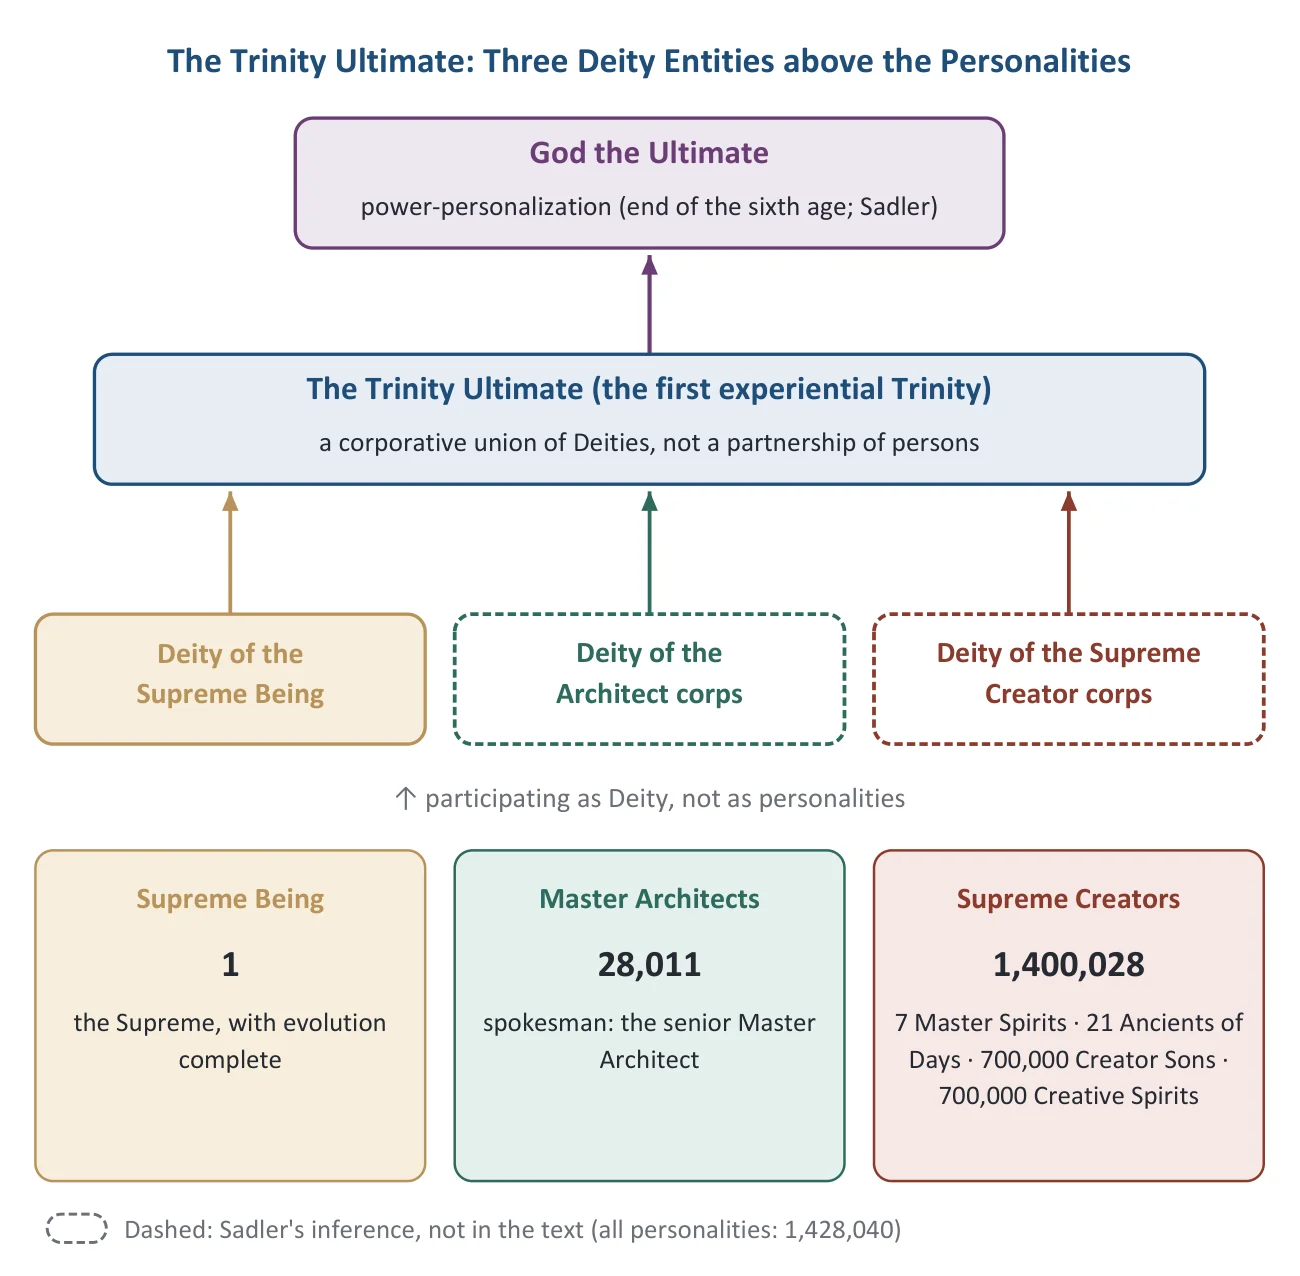 The Trinity Ultimate: Three Deity Entities above the Personalities
God the Ultimate
power-personalization (end of the sixth age; Sadler)
The Trinity Ultimate (the first experiential Trinity)
a corporative union of Deities, not a partnership of persons
Deity of the
Supreme Being
Deity of the
Architect corps
Deity of the Supreme
Creator corps
↑ participating as Deity, not as personalities
Supreme Being
1
the Supreme, with evolution
complete
Master Architects
28,011
spokesman: the senior Master
Architect
Supreme Creators
1,400,028
7 Master Spirits · 21 Ancients of
Days · 700,000 Creator Sons ·
700,000 Creative Spirits
Dashed: Sadler's inference, not in the text (all personalities: 1,428,040)